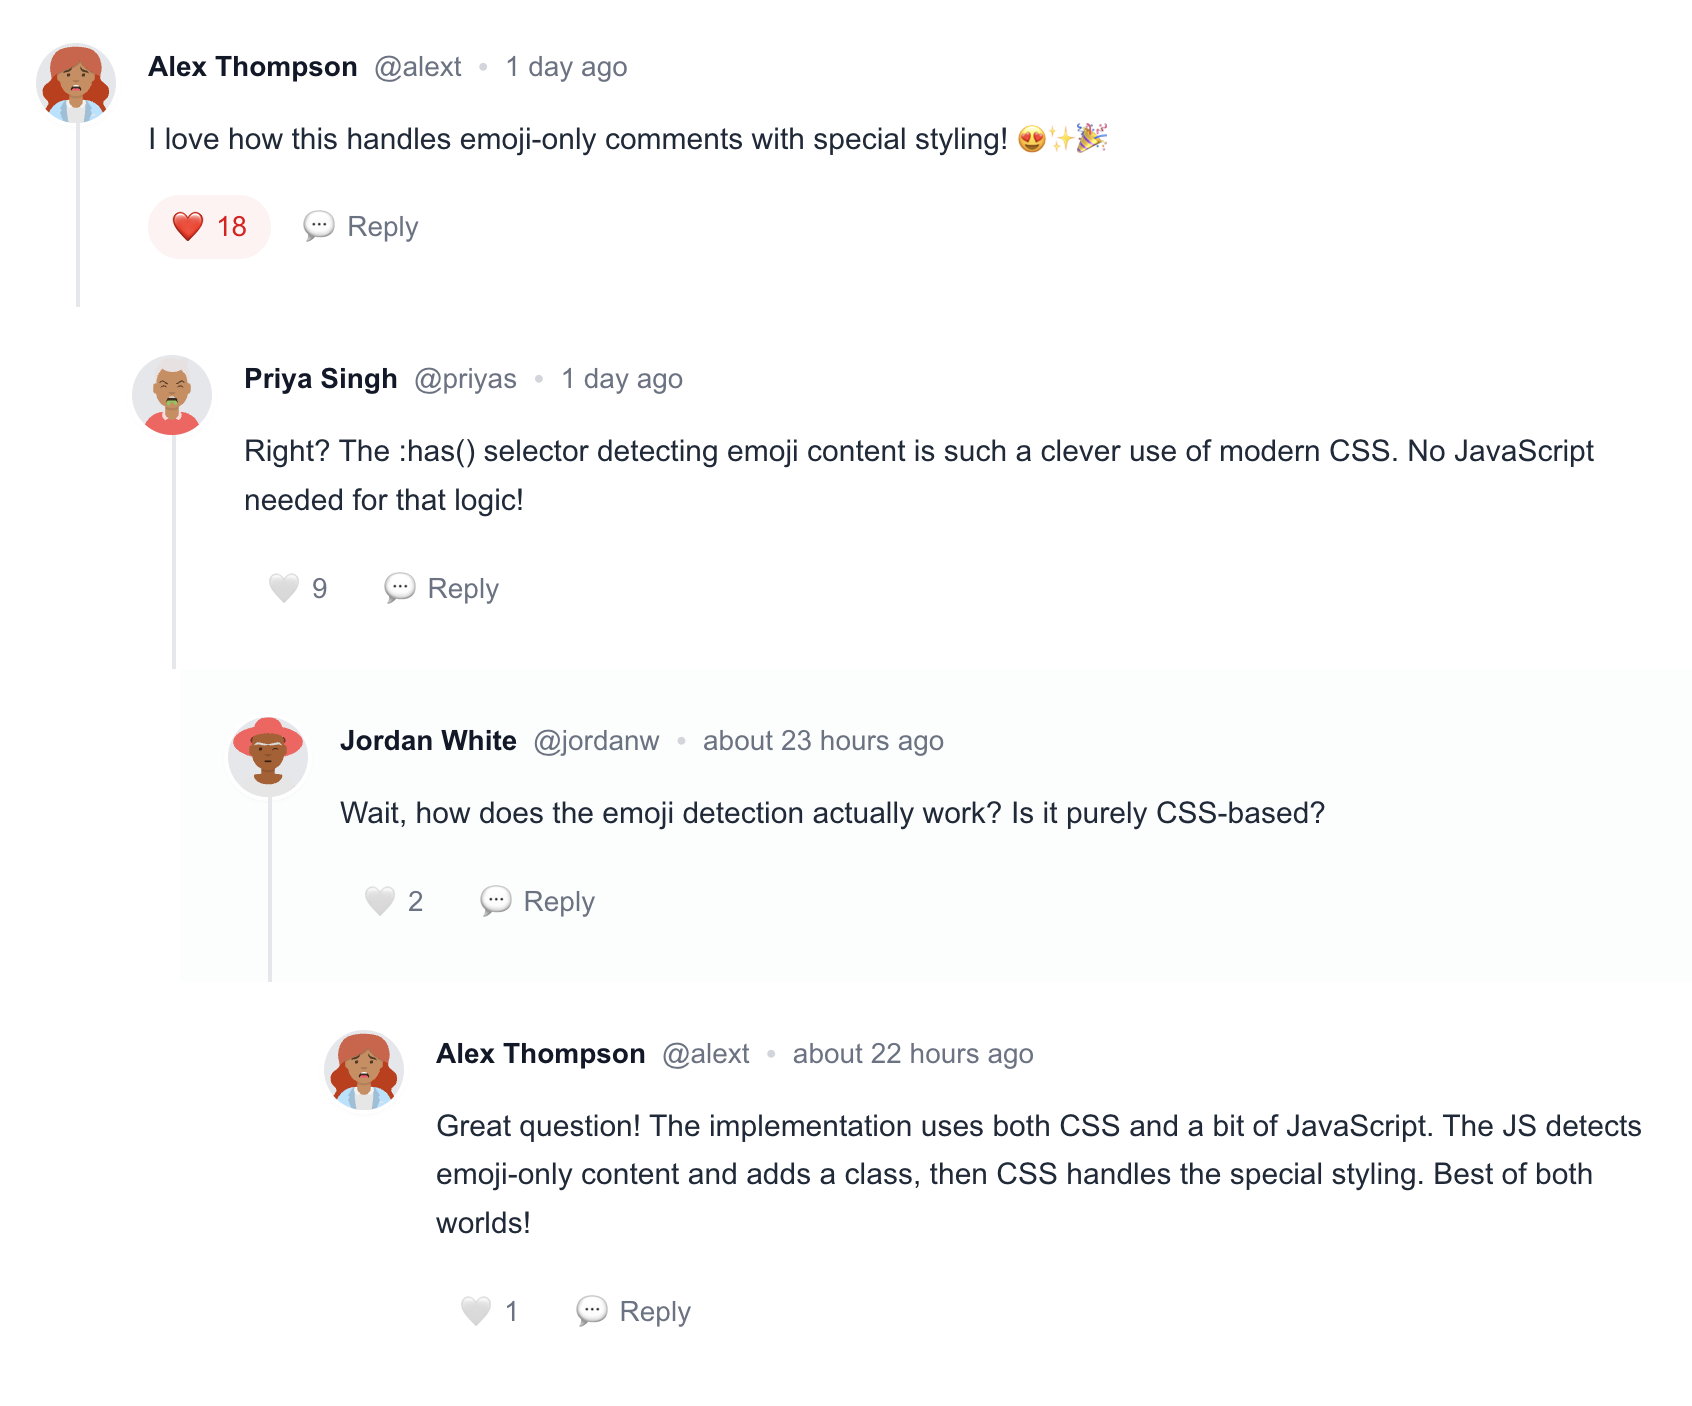 Alex Thompson @alext • 1 day ago
I love how this handles emoji-only comments with special styling! 😍✨🎉
❤️ 18 💬 Reply
Priya Singh @priyas • 1 day ago
Right? The :has() selector detecting emoji content is such a clever use of modern CSS. No JavaScript
needed for that logic!
🤍 9 💬 Reply
Jordan White @jordanw • about 23 hours ago
Wait, how does the emoji detection actually work? Is it purely CSS-based?
🤍 2 💬 Reply
Alex Thompson @alext • about 22 hours ago
Great question! The implementation uses both CSS and a bit of JavaScript. The JS detects
emoji-only content and adds a class, then CSS handles the special styling. Best of both
worlds!
🤍 1 💬 Reply